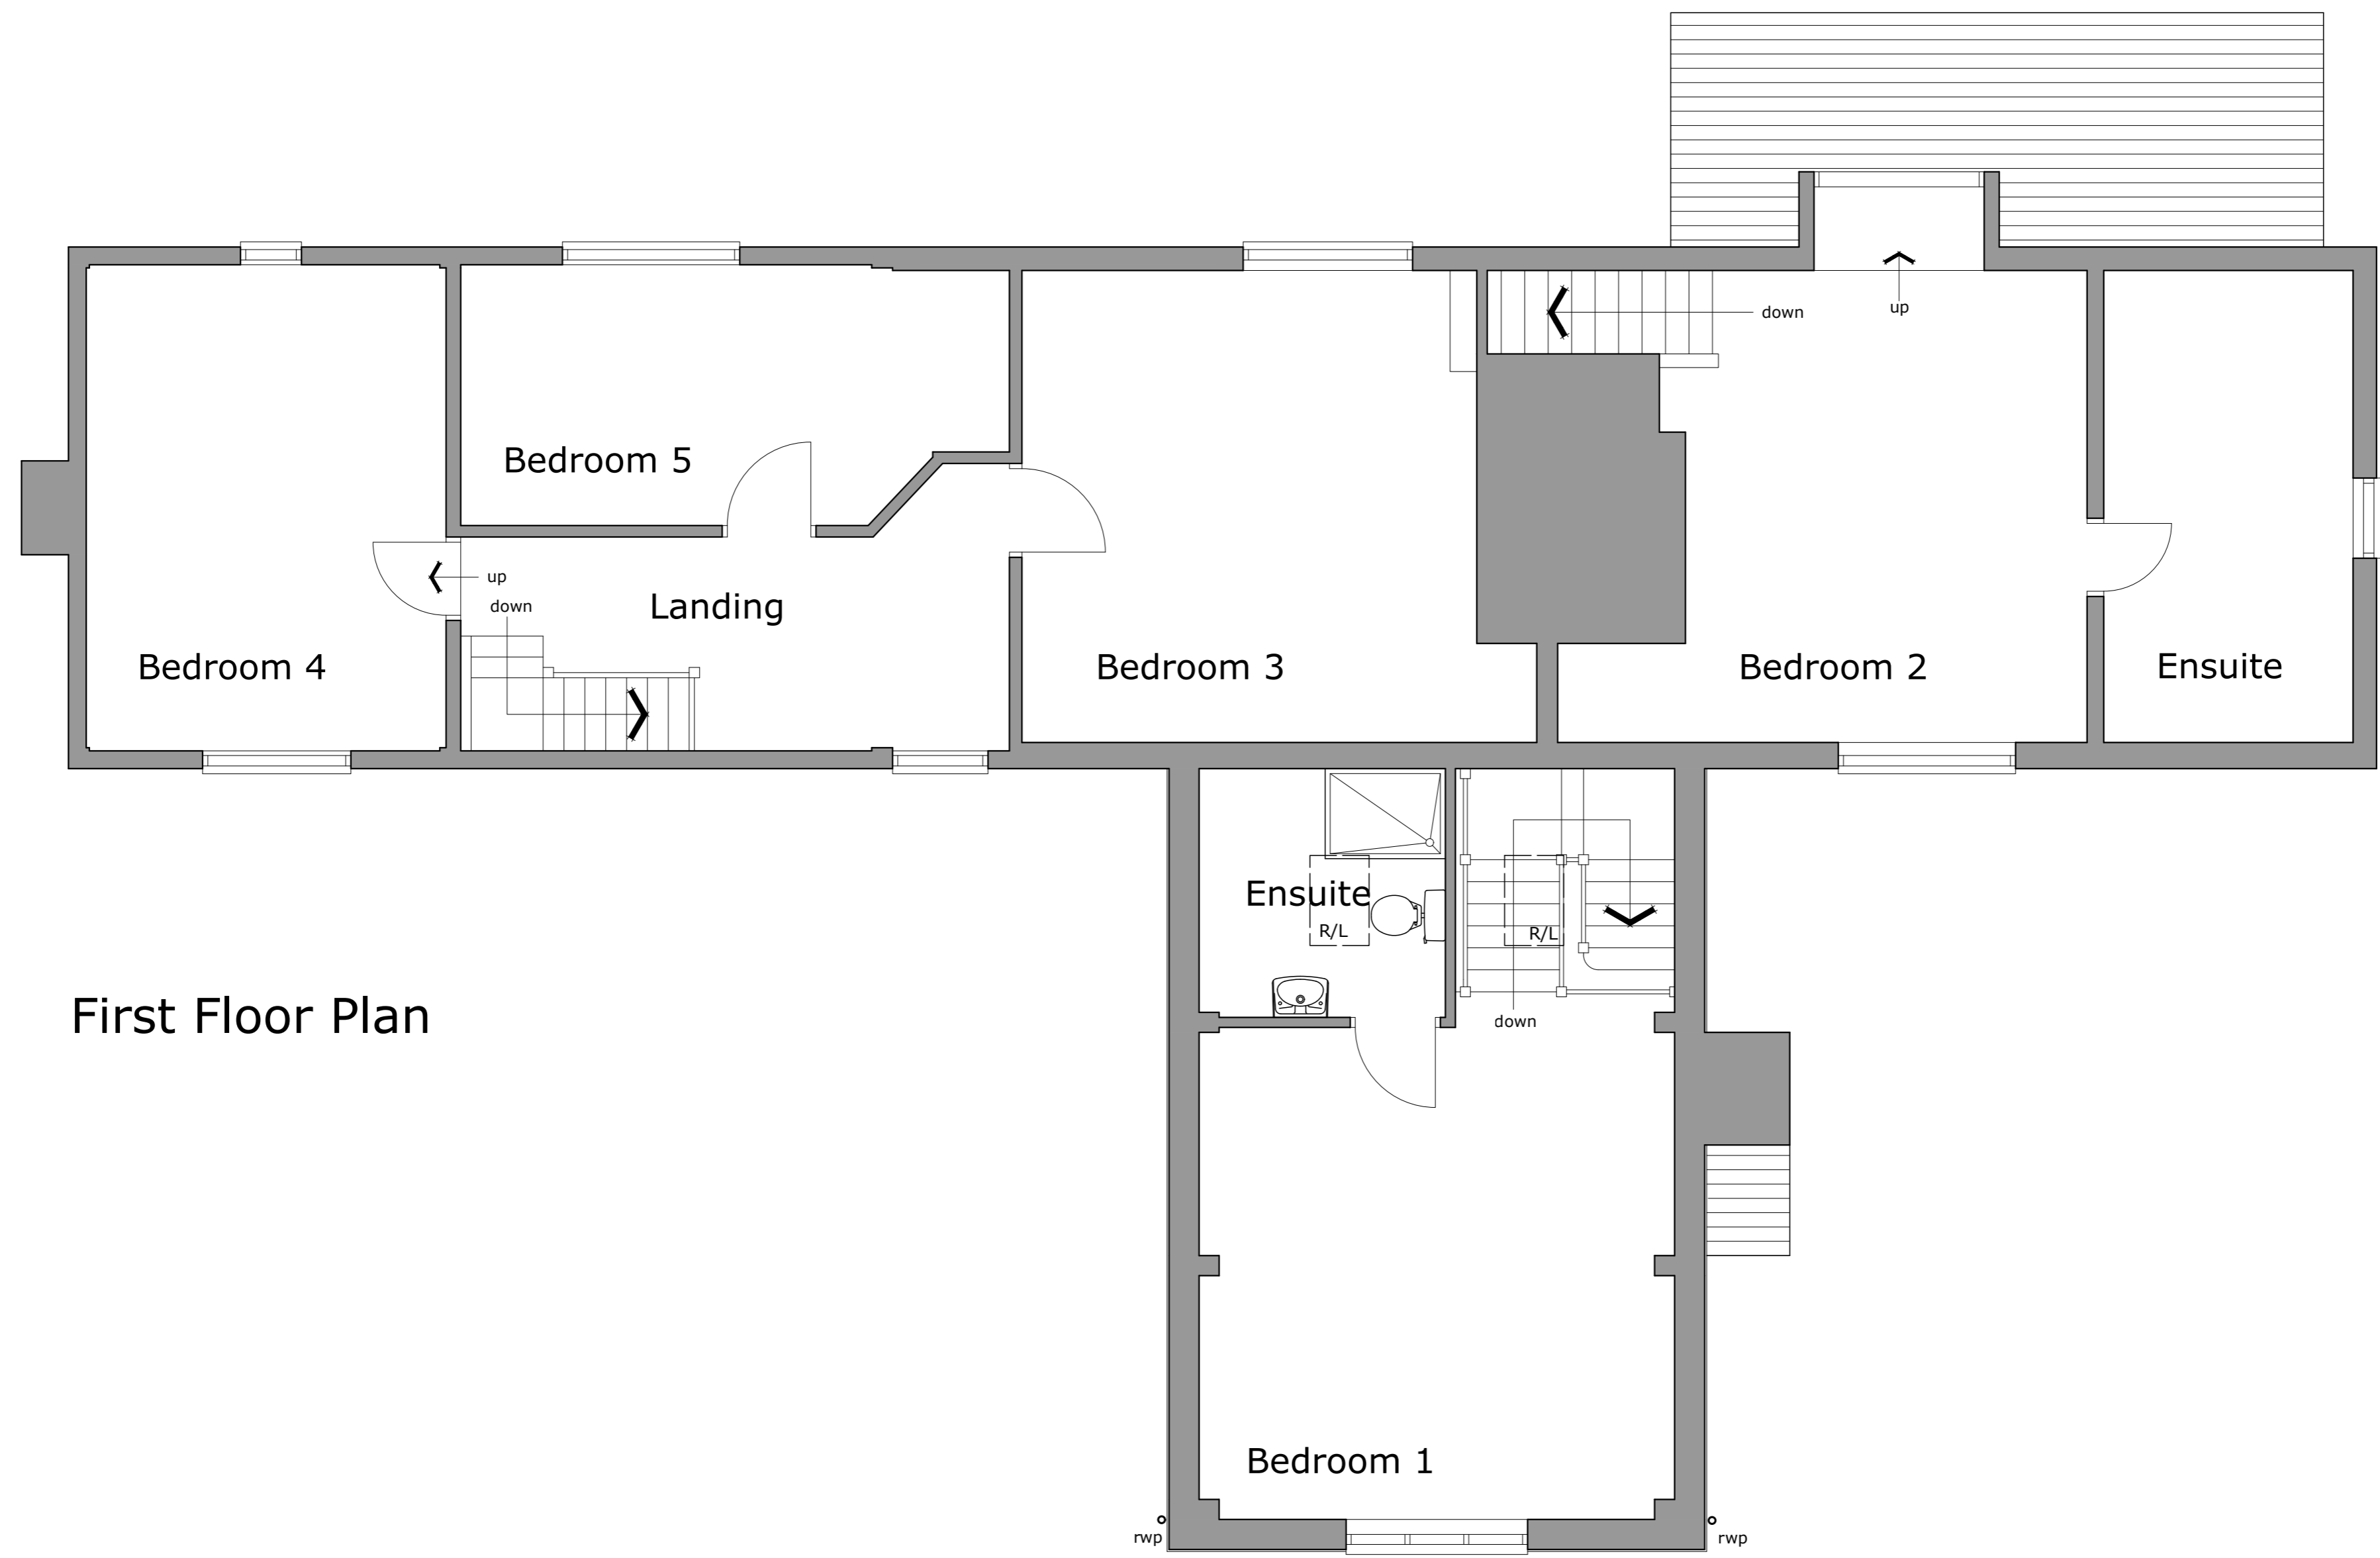 down
up
Bedroom 5
up
down
Landing
Bedroom 4
Bedroom 3
Bedroom 2
Ensuite
Ensuite
R/L
R/L
First Floor Plan
down
Bedroom 1
rwp
rwp